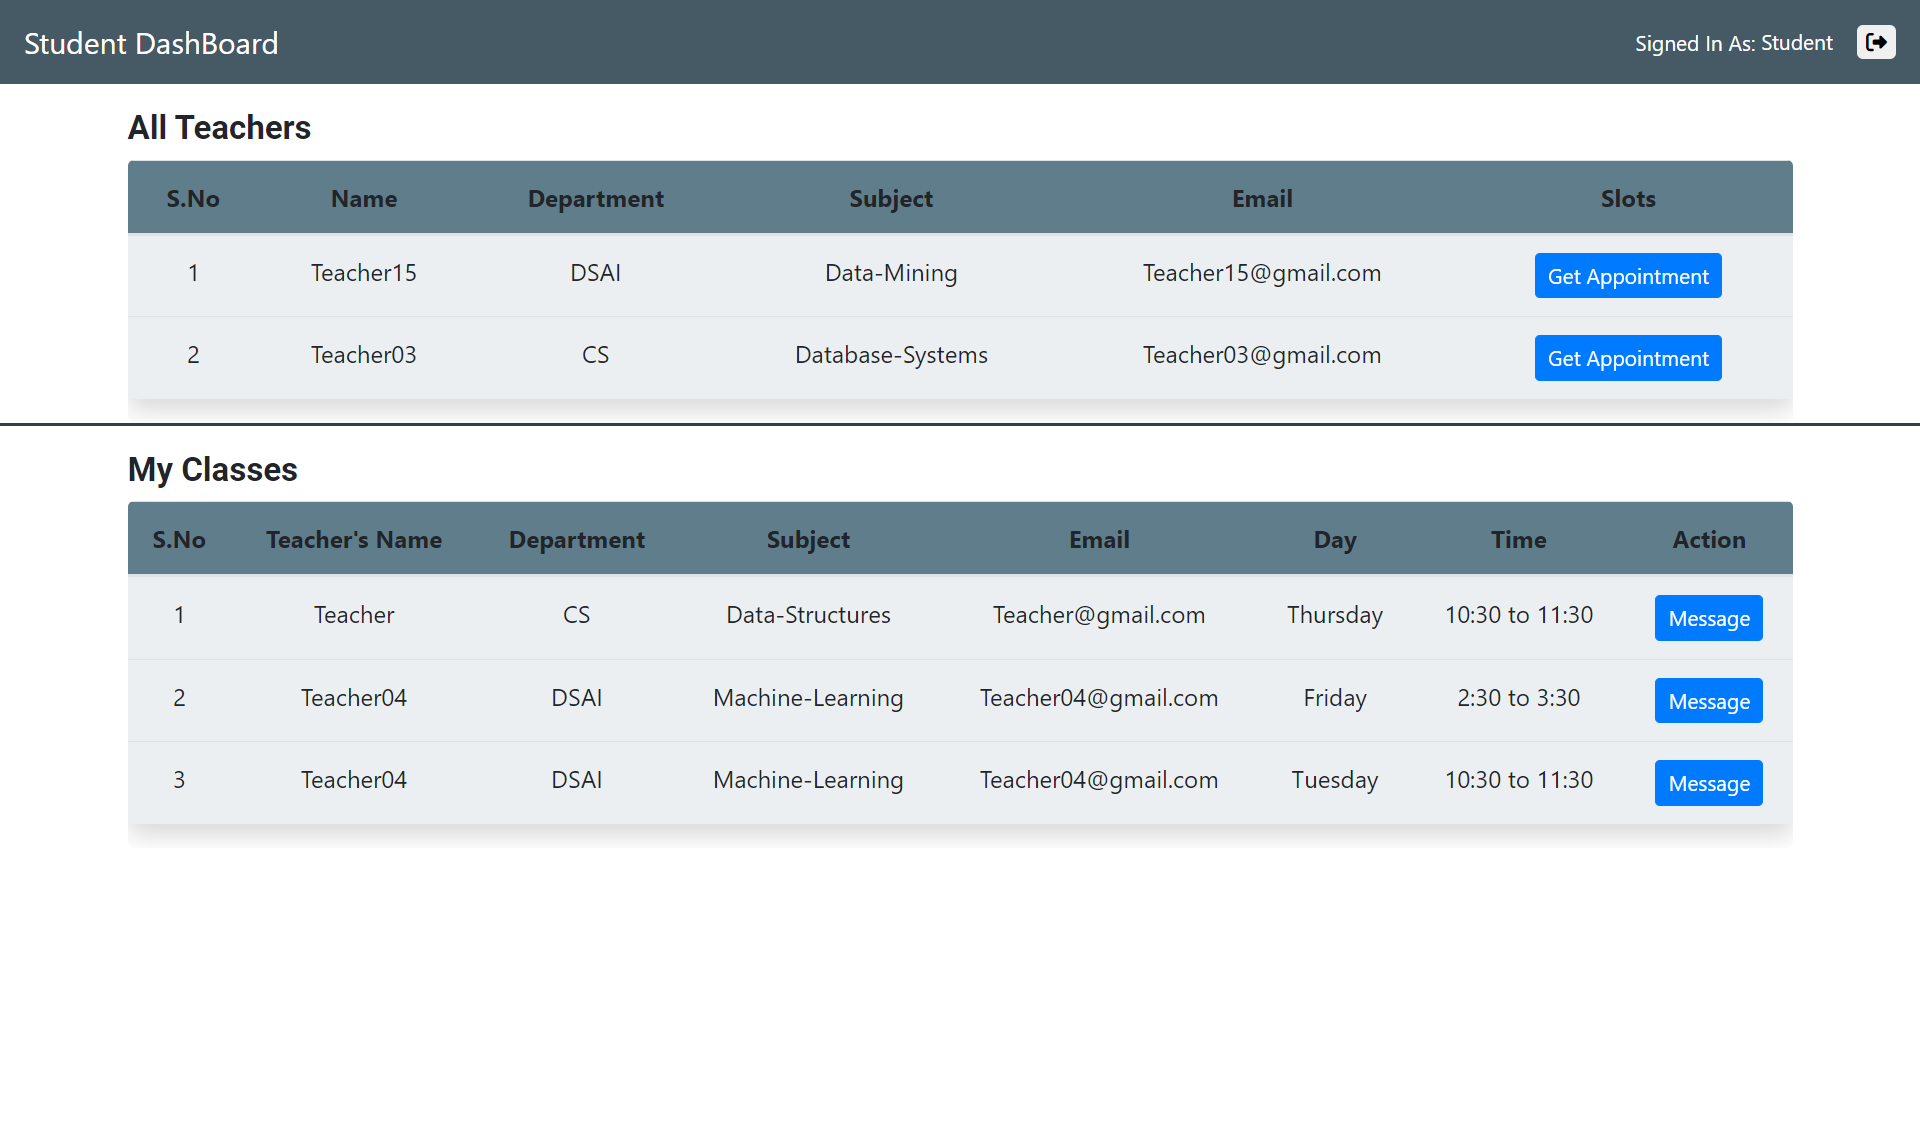 Student DashBoard Signed In As: Student
All Teachers
S.No Name Department Subject Email Slots
1 Teacher15 DSAI Data-Mining Teacher15@gmail.com Get Appointment
2 Teacher03 CS Database-Systems Teacher03@gmail.com Get Appointment
My Classes
S.No Teacher's Name Department Subject Email Day Time Action
1 Teacher CS Data-Structures Teacher@gmail.com Thursday 10:30 to 11:30 Message
2 Teacher04 DSAI Machine-Learning Teacher04@gmail.com Friday 2:30 to 3:30 Message
3 Teacher04 DSAI Machine-Learning Teacher04@gmail.com Tuesday 10:30 to 11:30 Message